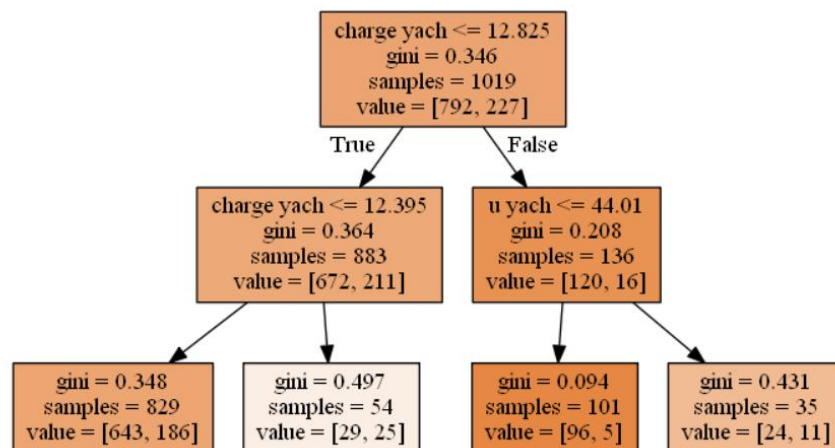 charge yach <= 12.825
gini = 0.346
samples = 1019
value = [792, 227]
True
False
charge yach <= 12.395
gini = 0.364
samples = 883
value = [672, 211]
u yach <= 44.01
gini = 0.208
samples = 136
value = [120, 16]
gini = 0.348
samples = 829
value = [643, 186]
gini = 0.497
samples = 54
value = [29, 25]
gini = 0.094
samples = 101
value = [96, 5]
gini = 0.431
samples = 35
value = [24, 11]